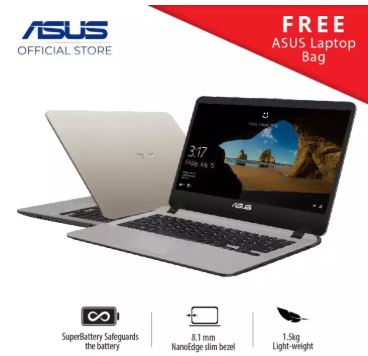 ASUS
OFFICIAL STORE
FREE
ASUS Laptop
Bag
3:17
Friday, July 15
ASUS
SuperBattery Safeguards
the battery
8.1 mm
NanoEdge slim bezel
1.5kg
Light-weight